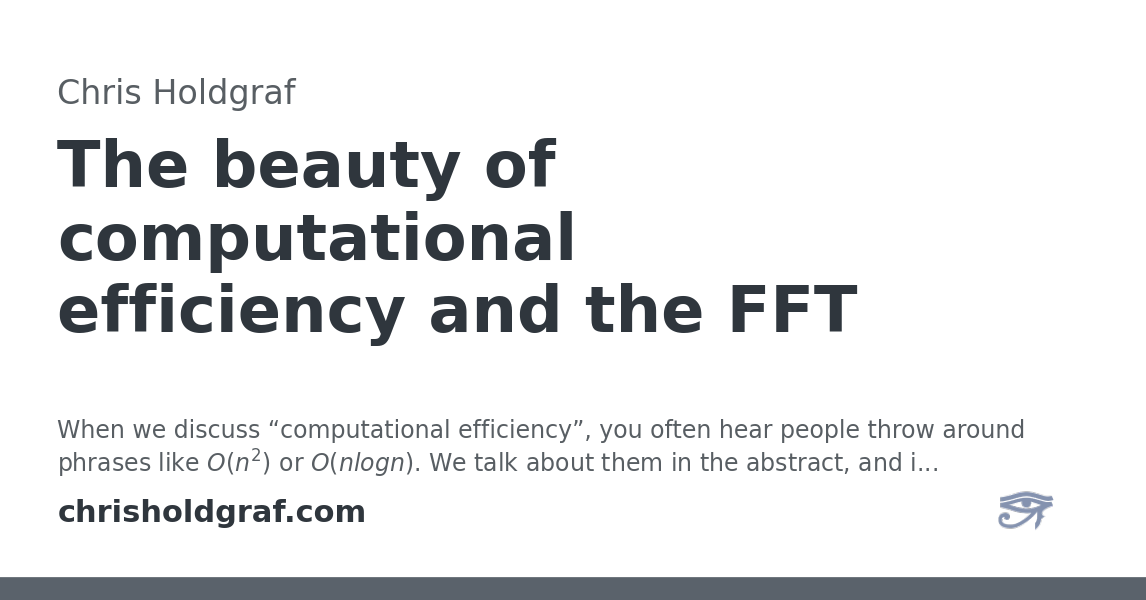 Chris Holdgraf
The beauty of
computational
efficiency and the FFT
When we discuss “computational efficiency”, you often hear people throw around
phrases like O(n²) or O(nlogn). We talk about them in the abstract, and i...
chrisholdgraf.com